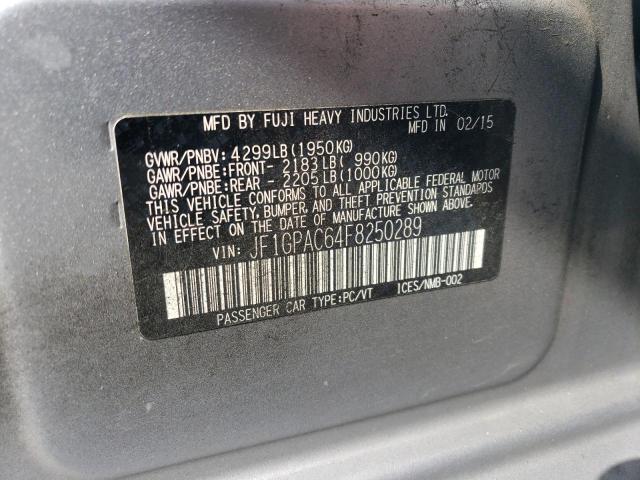 MFD BY FUJI HEAVY INDUSTRIES LTD.
MFD IN 02/15
GVWR/PNBV: 4299LB(1950KG)
GAWR/PNBE:FRONT- 2183LB( 990KG)
GAWR/PNBE:REAR - 2205LB(1000KG)
THIS VEHICLE CONFORMS TO ALL APPLICABLE FEDERAL MOTOR
VEHICLE SAFETY, BUMPER, AND THEFT PREVENTION STANDARDS
IN EFFECT ON THE DATE OF MANUFACTURE SHOWN ABOVE.
VIN: JF1GPAC64F8250289
PASSENGER CAR TYPE:PC/VT ICES/NMB-002